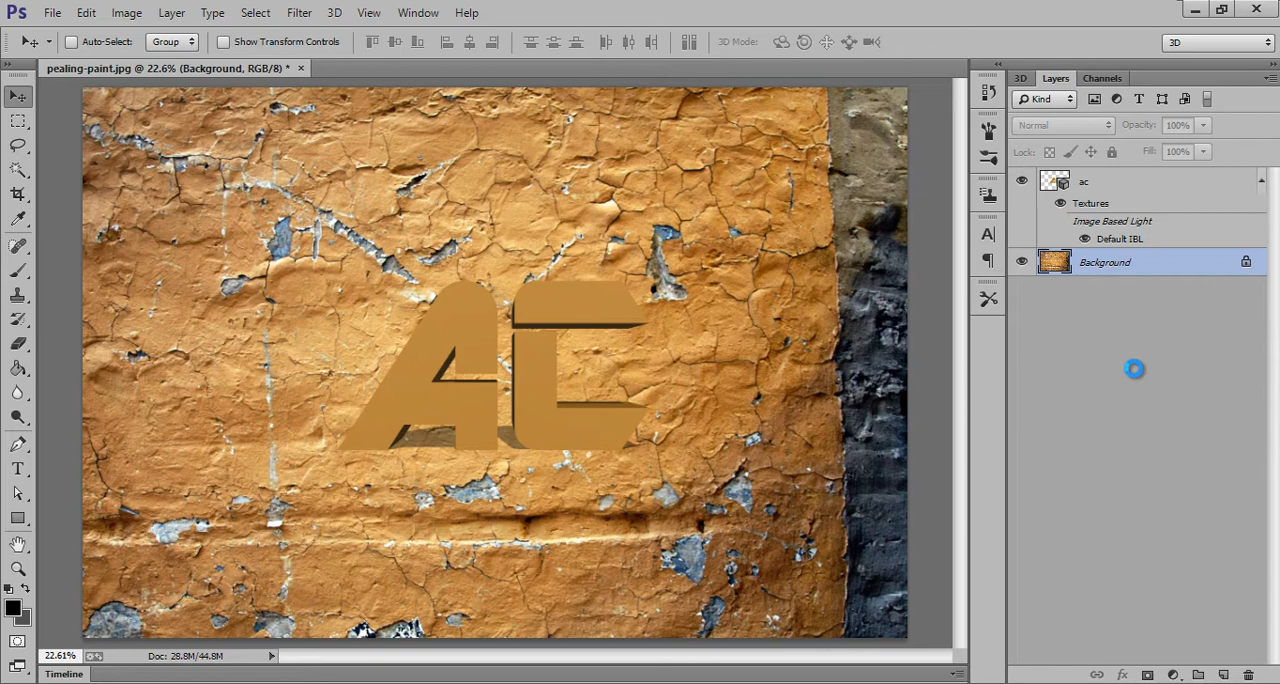 Ps File Edit Image Layer Type Select Filter 3D View Window Help
Auto-Select: Group Show Transform Controls 3D Mode: 3D
pealing-paint.jpg @ 22.6% (Background, RGB/8) * ×
3D Layers Channels
Kind
Normal Opacity: 100%
Lock: Fill: 100%
ac
Textures
Image Based Light
Default IBL
Background
AC
22.61% Doc: 28.8M/44.8M
Timeline